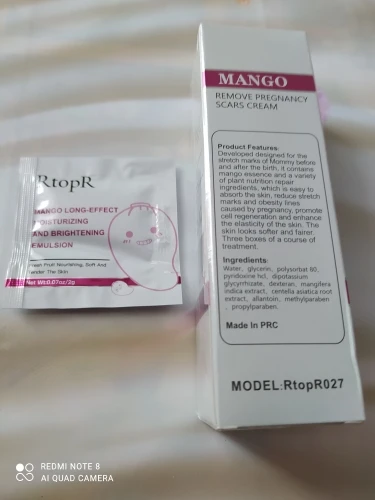 RtopR
MANGO LONG-EFFECT
MOISTURIZING
AND BRIGHTENING
EMULSION
Green Fruit Nourishing, Soft And
Tender The Skin
Net Wt:0.07oz/2g
MANGO
REMOVE PREGNANCY
SCARS CREAM
Product Features:
Developed designed for the
stretch marks of Mommy before
and after the birth, it contains
mango essence and a variety
of plant nutrition repair
ingredients, which is easy to
absorb the skin, reduce stretch
marks and obesity lines
caused by pregnancy, promote
cell regeneration and enhance
the elasticity of the skin. The
skin looks softer and fairer.
Three boxes of a course of
treatment.
Ingredients:
Water, glycerin, polysorbat 60,
pyridoxine hcl, dipotassium
glycyrrhizate, dexteran, mangifera
indica extract, centella asiatica root
extract, allantoin, methylparaben
, propylparaben.
Made In PRC
MODEL:RtopR027
REDMI NOTE 8
AI QUAD CAMERA